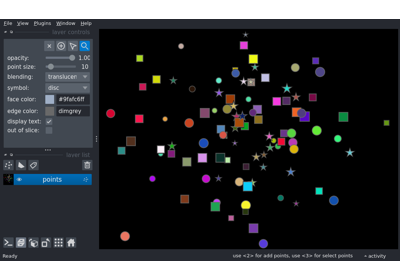 File View Plugins Window Help
layer controls
opacity: 1.00
point size: 10
blending: translucen
symbol: disc
face color: #9fafc6ff
edge color: dimgrey
display text:
out of slice:
layer list
points
Ready
use <2> for add points, use <3> for select points
activity